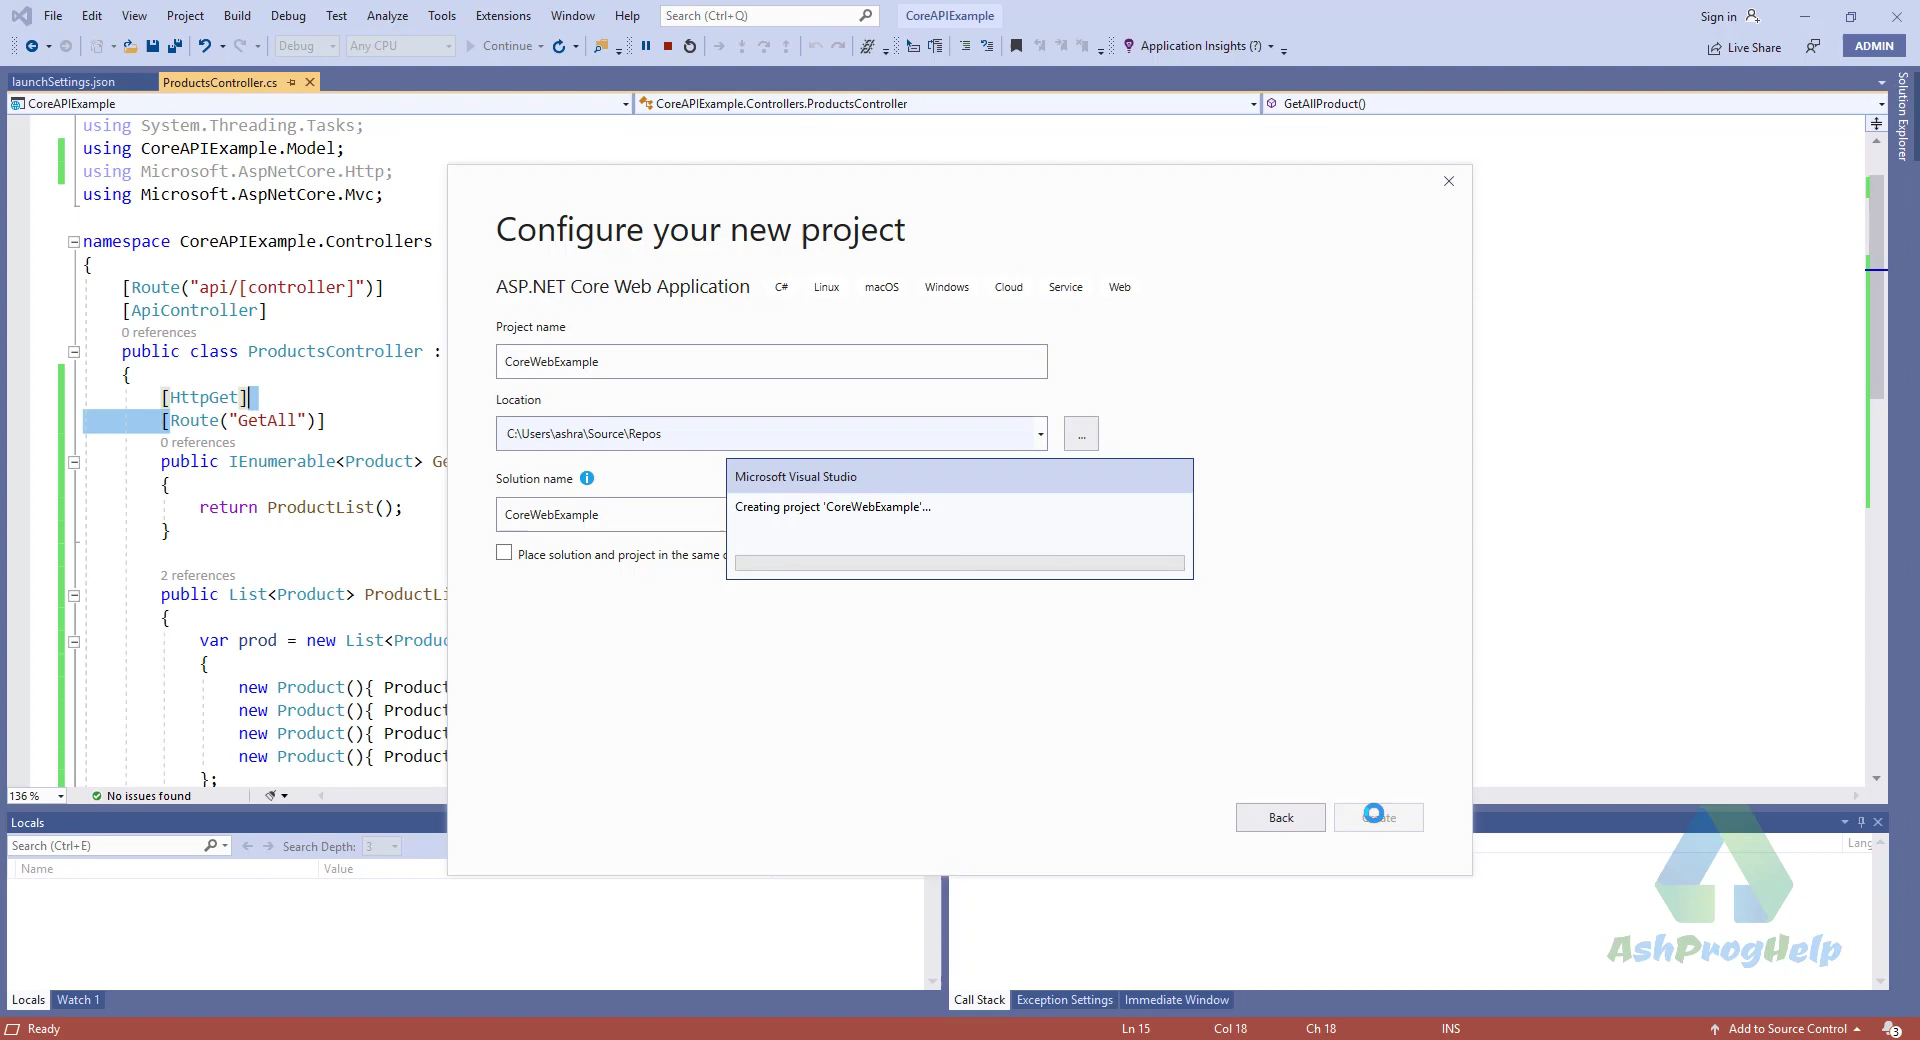 File Edit View Project Build Debug Test Analyze Tools Extensions Window Help Search (Ctrl+Q) CoreAPIExample Sign in
Debug Any CPU Continue Application Insights (?) Live Share ADMIN
launchSettings.json ProductsController.cs
CoreAPIExample CoreAPIExample.Controllers.ProductsController GetAllProduct()
Solution Explorer
using System.Threading.Tasks;
using CoreAPIExample.Model;
using Microsoft.AspNetCore.Http;
using Microsoft.AspNetCore.Mvc;
namespace CoreAPIExample.Controllers
{
[Route("api/[controller]")]
[ApiController]
0 references
public class ProductsController :
{
[HttpGet]
[Route("GetAll")]
0 references
public IEnumerable<Product> Ge
{
return ProductList();
}
2 references
public List<Product> ProductLi
{
var prod = new List<Produc
{
new Product(){ Product
new Product(){ Product
new Product(){ Product
new Product(){ Product
};
136 % No issues found
Configure your new project
ASP.NET Core Web Application C# Linux macOS Windows Cloud Service Web
Project name
CoreWebExample
Location
C:\Users\ashra\Source\Repos
...
Solution name
CoreWebExample
Place solution and project in the same
Microsoft Visual Studio
Creating project 'CoreWebExample'...
Back
Locals
Search (Ctrl+E) Search Depth: 3
Name Value
Lang
AshProgHelp
Locals Watch 1
Call Stack Exception Settings Immediate Window
Ready Ln 15 Col 18 Ch 18 INS Add to Source Control 3